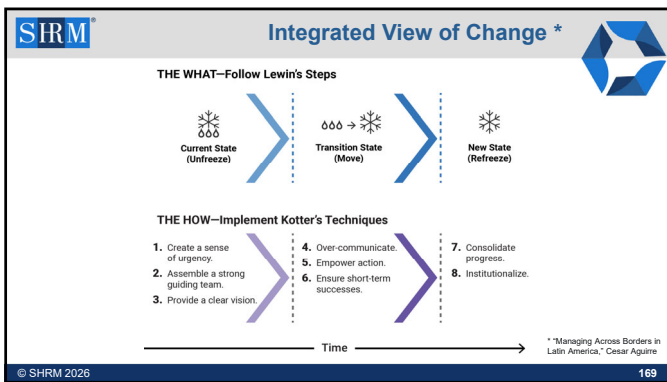 SHRM®
Integrated View of Change *
THE WHAT—Follow Lewin's Steps
Current State
(Unfreeze)
Transition State
(Move)
New State
(Refreeze)
THE HOW—Implement Kotter's Techniques
1. Create a sense
of urgency.
2. Assemble a strong
guiding team.
3. Provide a clear vision.
4. Over-communicate.
5. Empower action.
6. Ensure short-term
successes.
7. Consolidate
progress.
8. Institutionalize.
Time
* "Managing Across Borders in
Latin America," Cesar Aguirre
© SHRM 2026
169